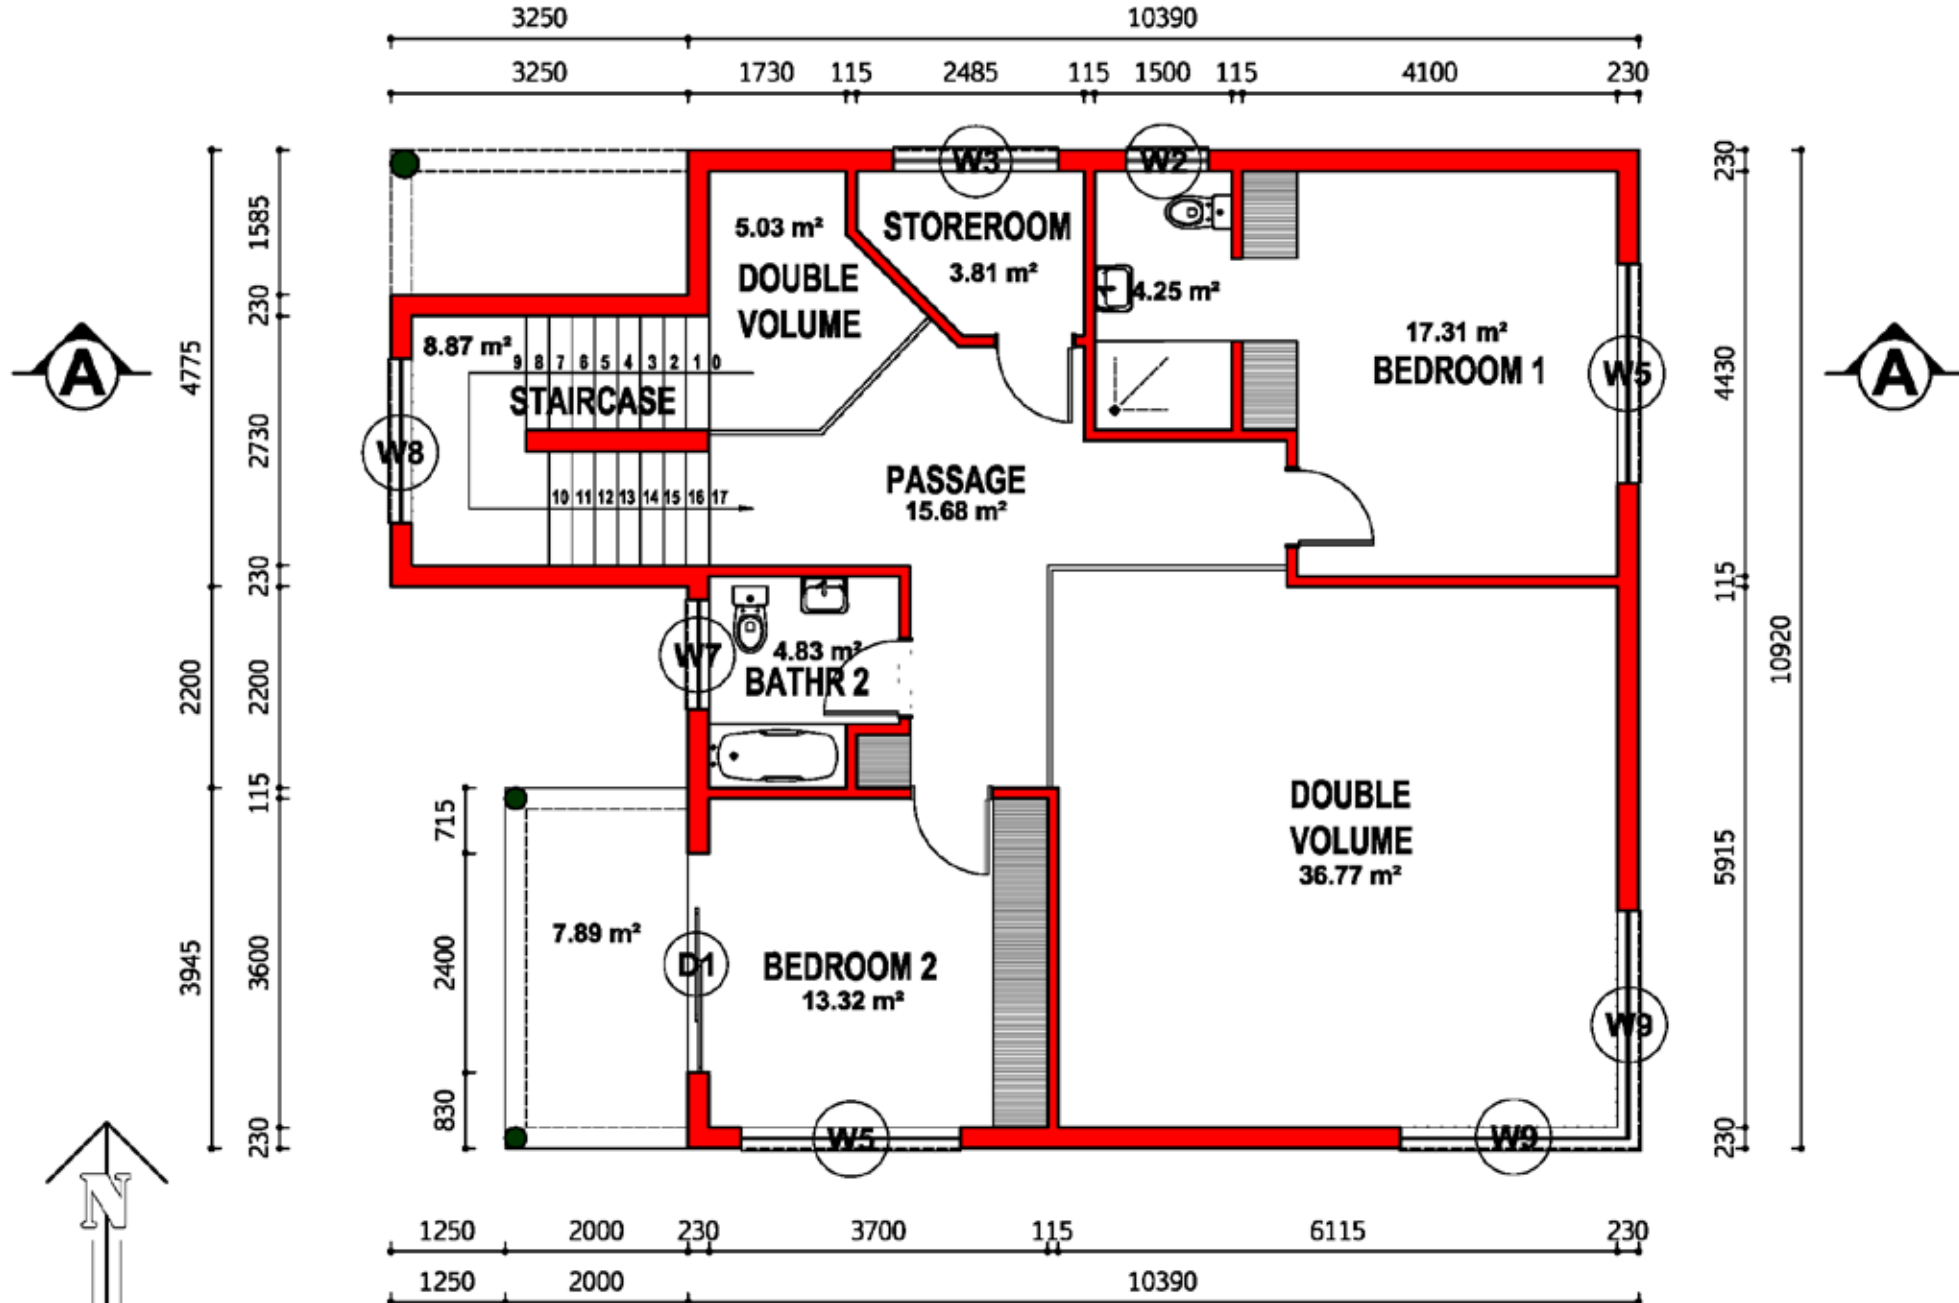 3250 10390
3250 1730 115 2485 115 1500 115 4100 230
W3 W2
230
1585
230
4775
2730
230
2200
2200
115
715
3945
3600
2400
830
230
A
A
5.03 m²
DOUBLE
VOLUME
STOREROOM
3.81 m²
4.25 m²
17.31 m²
BEDROOM 1
W5
8.87 m²
9 8 7 6 5 4 3 2 1 0
STAIRCASE
W8
10 11 12 13 14 15 16 17
PASSAGE
15.68 m²
W7
4.83 m²
BATHR 2
DOUBLE
VOLUME
36.77 m²
7.89 m²
D1
BEDROOM 2
13.32 m²
W5
W9
W9
230
4430
115
10920
5915
230
N
1250 2000 230 3700 115 6115 230
1250 2000 10390